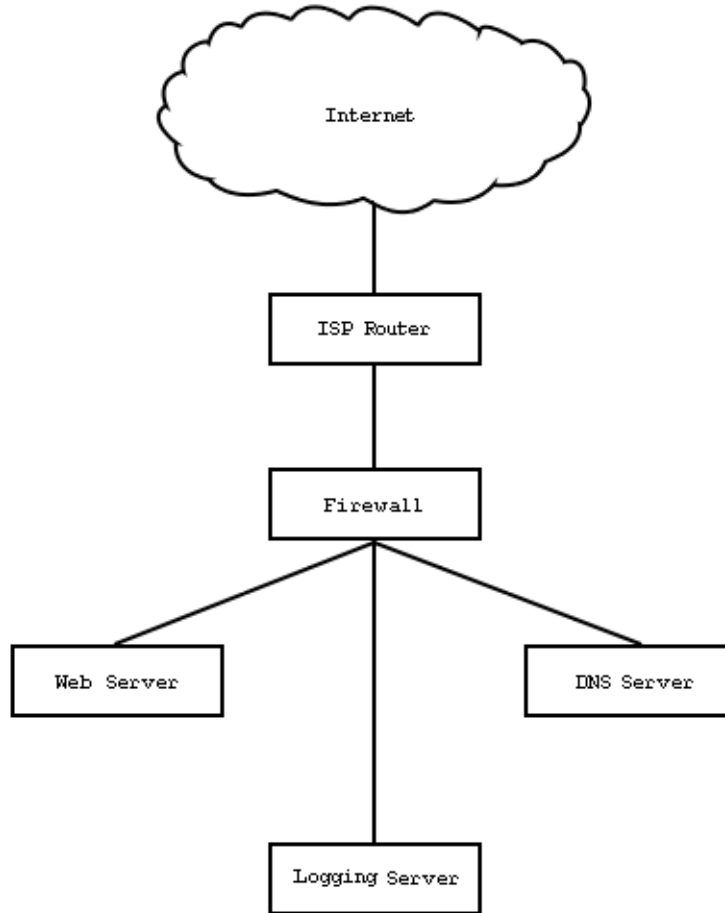 Internet
ISP Router
Firewall
Web Server
DNS Server
Logging Server